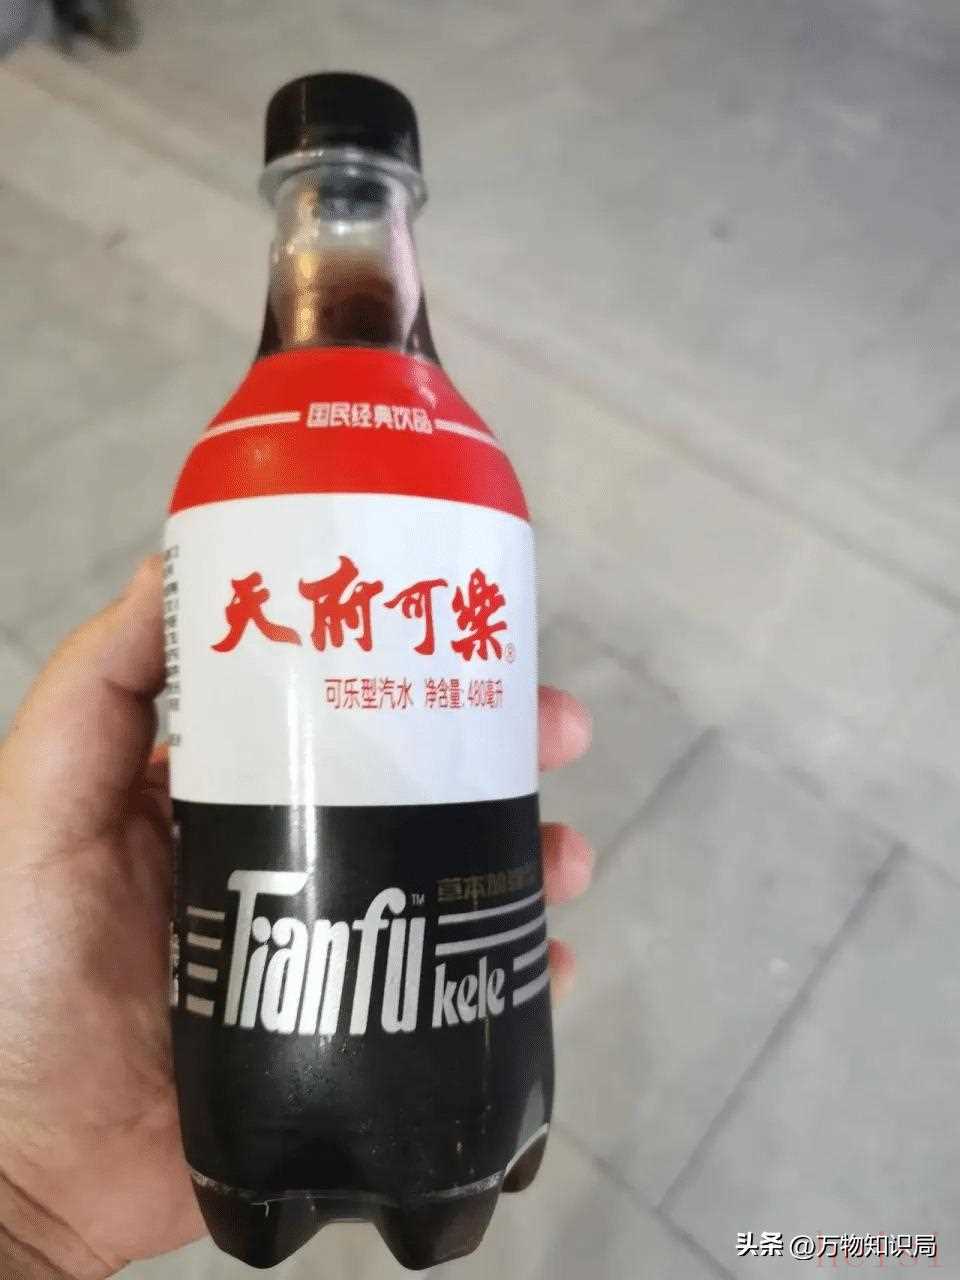 国民经典饮品
天府可樂®
可乐型汽水 净含量: 480毫升
Tianfu™
kele
头条 @万物知识局